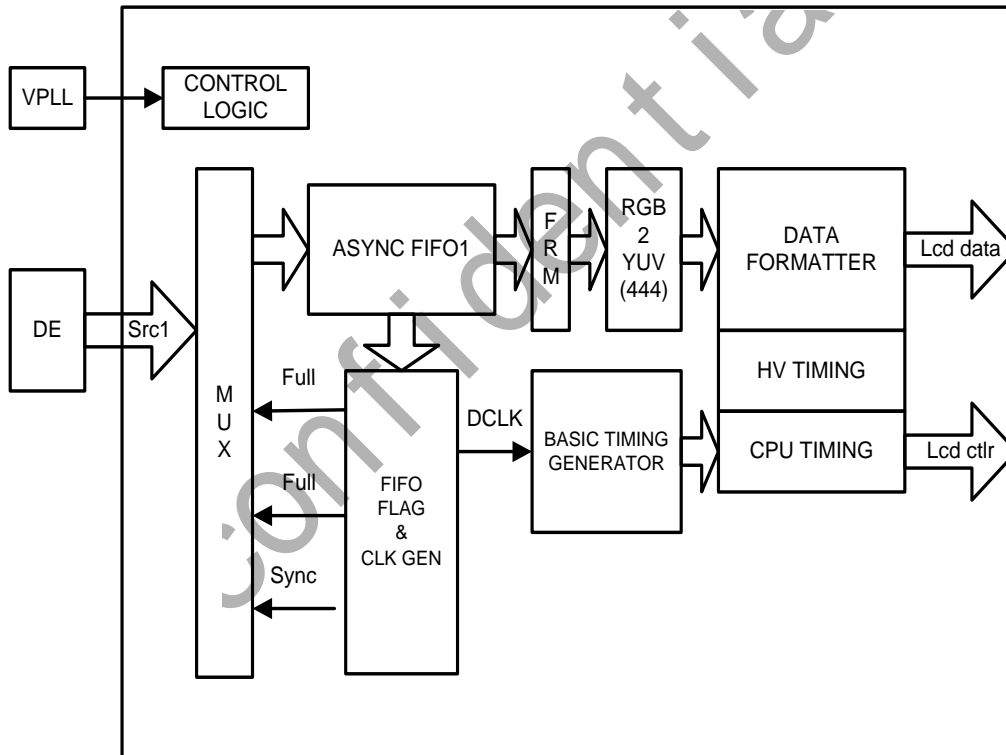 VPLL
CONTROL
LOGIC
DE
Src1
M
U
X
ASYNC FIFO1
F
R
M
RGB
2
YUV
(444)
DATA
FORMATTER
Lcd data
HV TIMING
CPU TIMING
Lcd ctlr
Full
Full
Sync
FIFO
FLAG
&
CLK GEN
DCLK
BASIC TIMING
GENERATOR
confidentia